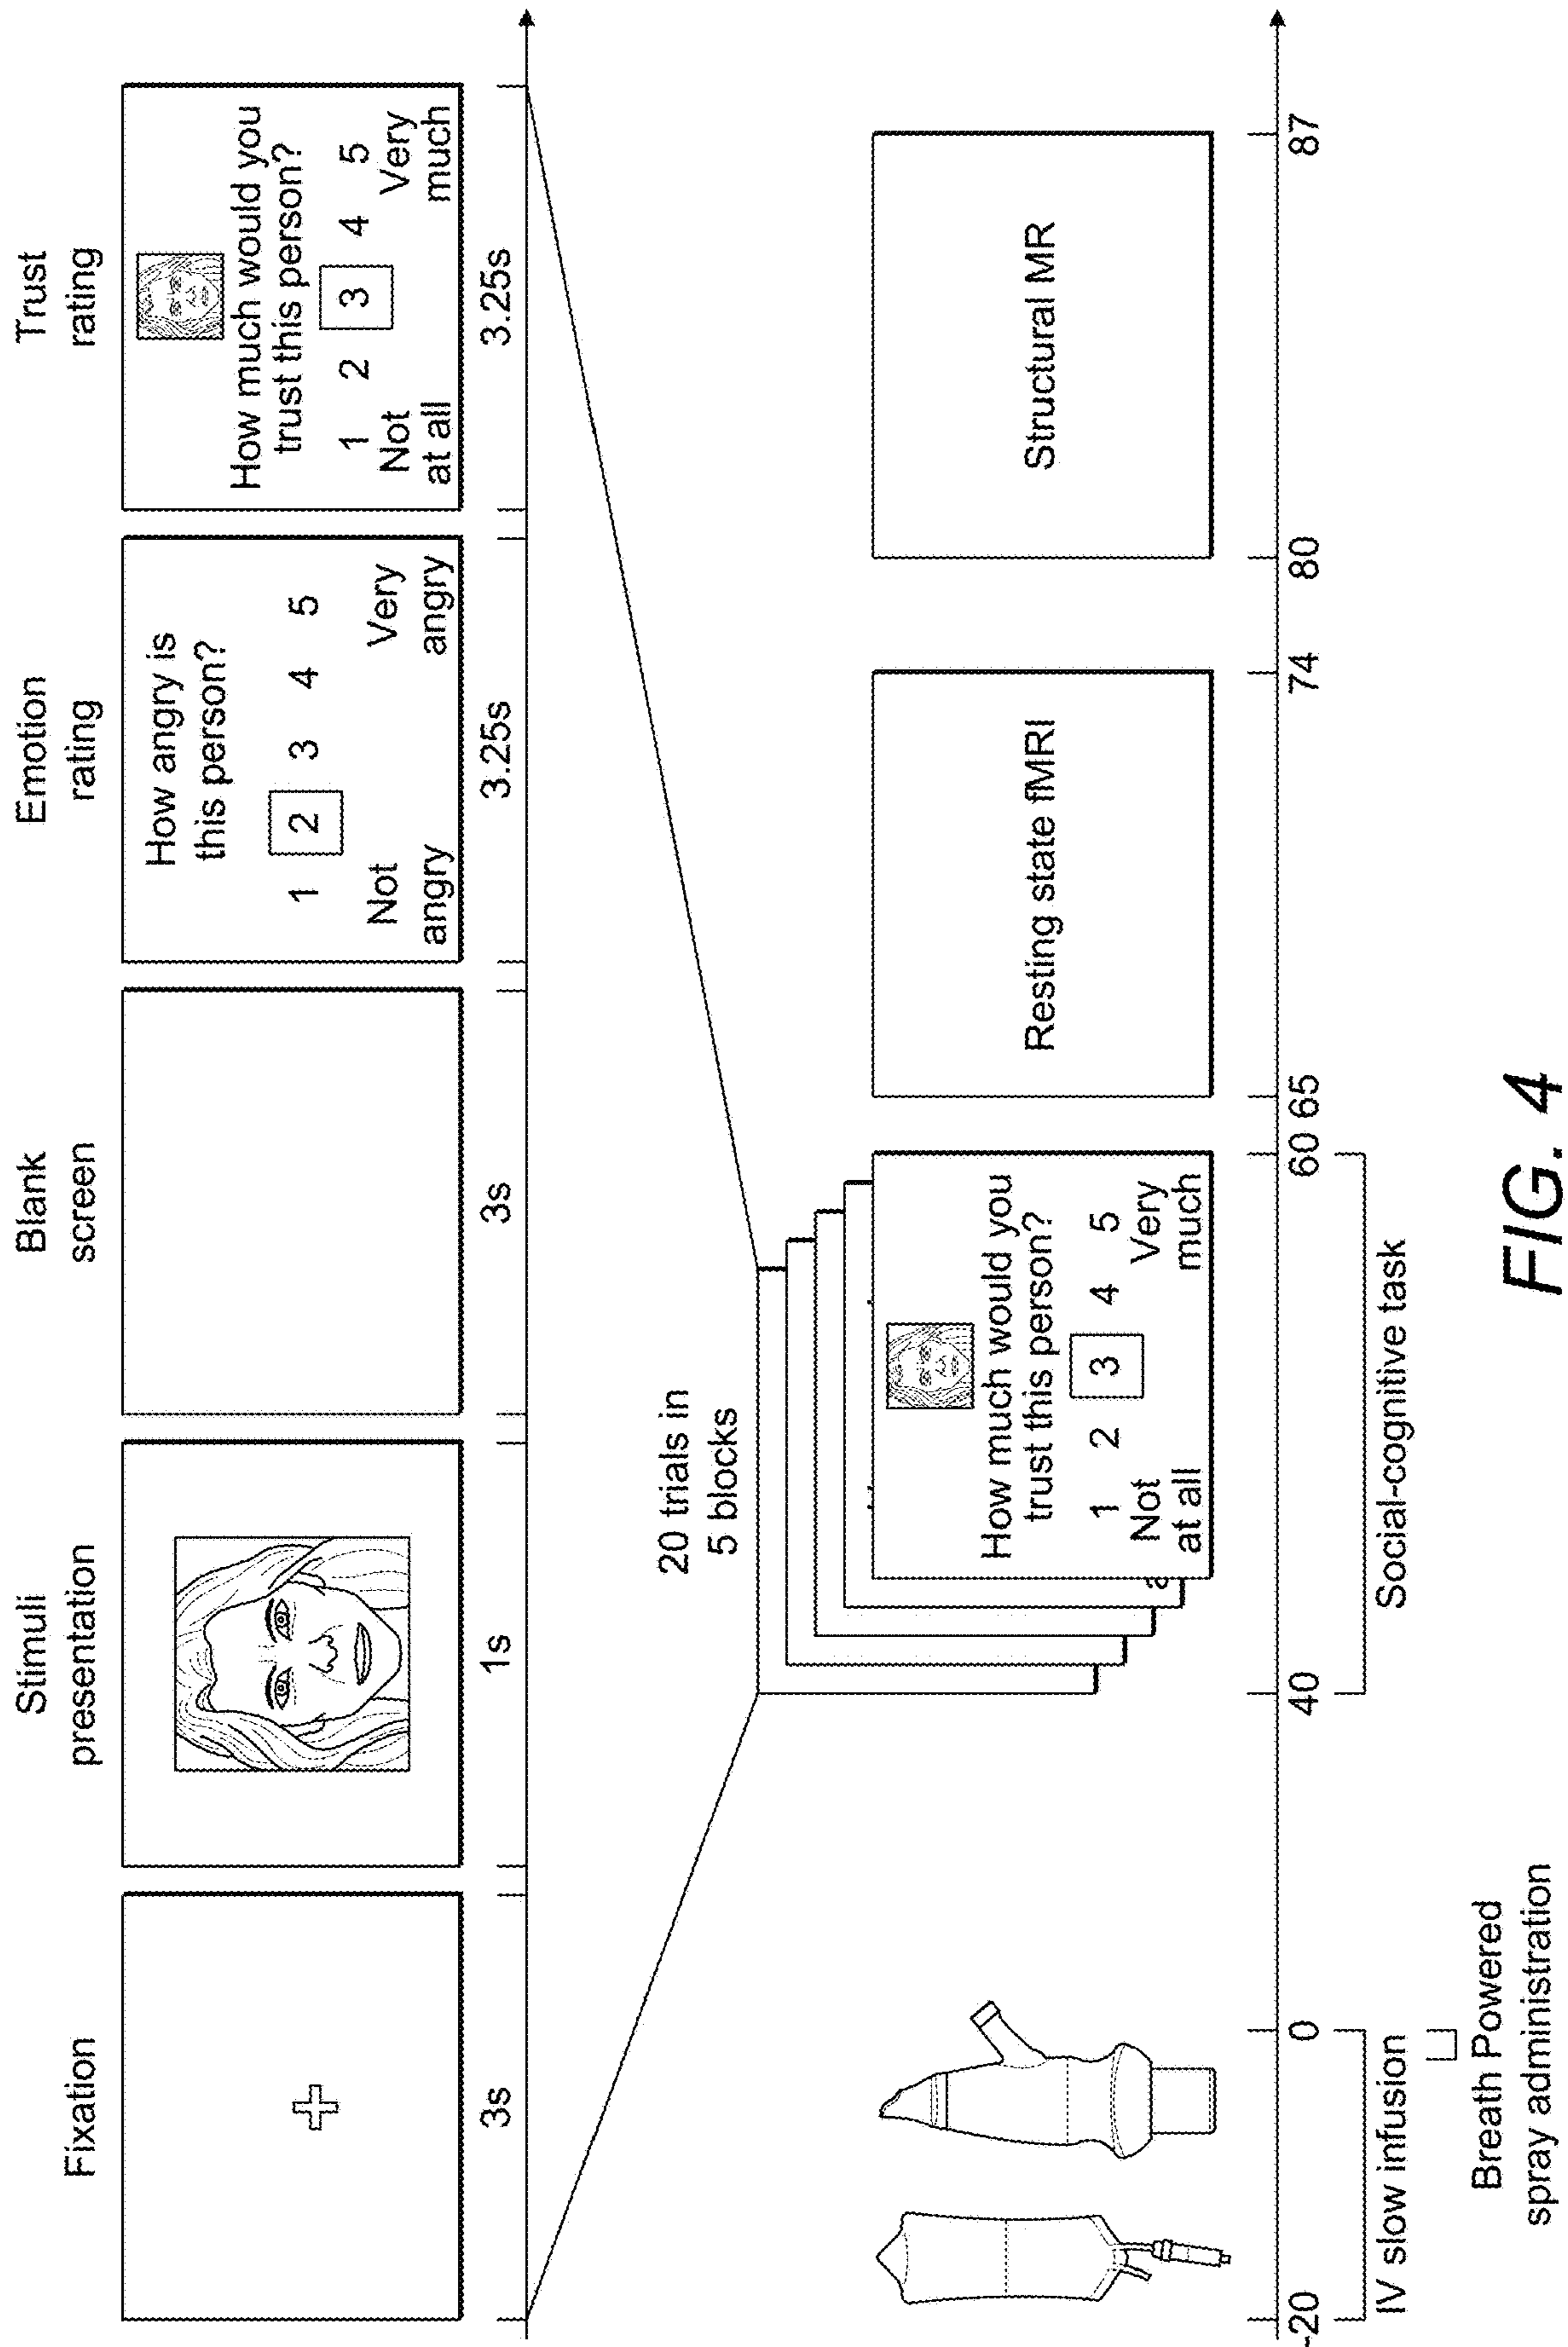 Fixation
Stimuli
presentation
Blank
screen
Emotion
rating
Trust
rating
How angry is
this person?
1 2 3 4 5
Not
angry
Very
angry
How much would you
trust this person?
1 2 3 4 5
Not
at all
Very
much
3s
1s
3s
3.25s
3.25s
20 trials in
5 blocks
How much would you
trust this person?
1 2 3 4 5
Not
at all
Very
much
Resting state fMRI
Structural MR
-20 0 40 60 65 74 80 87
IV slow infusion
Social-cognitive task
Breath Powered
spray administration
FIG. 4